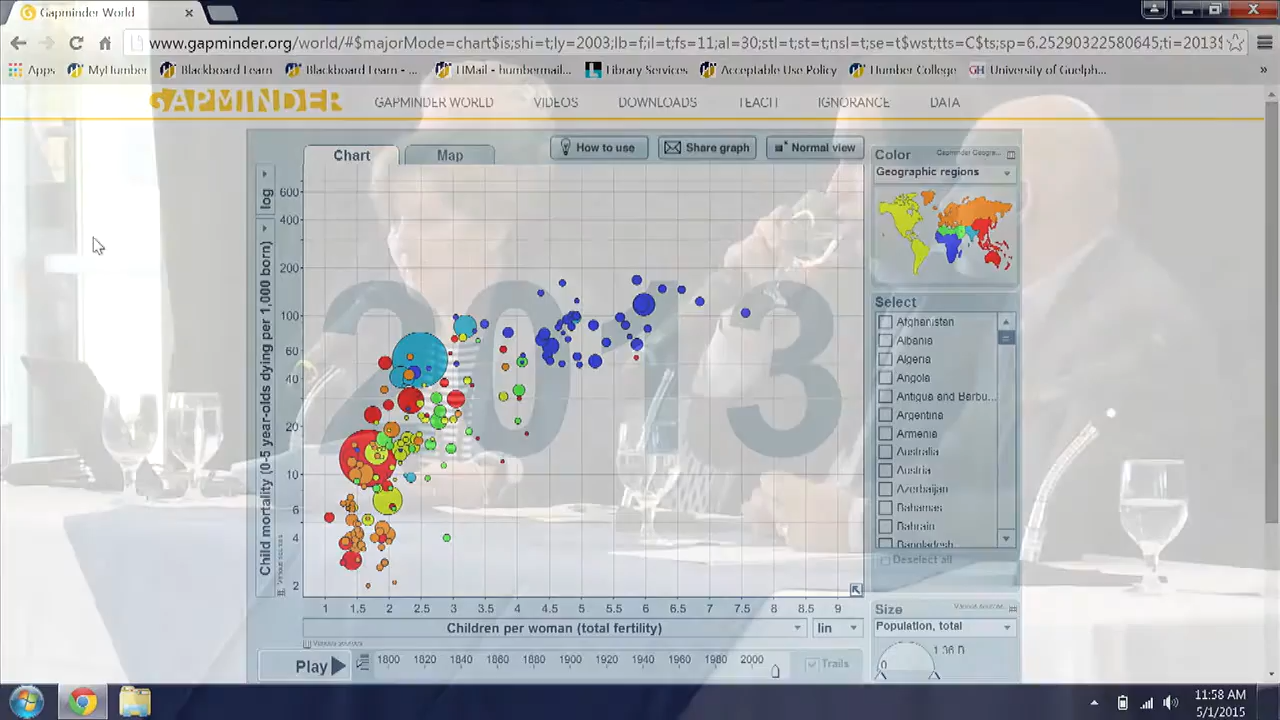 Gapminder World
www.gapminder.org/world/#$majorMode=chart$is;shi=t;ly=2003;lb=f;il=t;fs=11;al=30;stl=t;st=t;nsl=t;se=t$wst;tts=C$ts;sp=6.25290322580645;ti=2013$
Apps MyHumber Blackboard Learn Blackboard Learn - ... HMail - humbermail... Library Services Acceptable Use Policy Humber College University of Guelph... »
GAPMINDER GAPMINDER WORLD VIDEOS DOWNLOADS TEACH IGNORANCE DATA
Chart Map How to use Share graph Normal view
Color
Geographic regions
log
Child mortality (0-5 year-olds dying per 1,000 born)
600
400
200
100
60
40
20
10
6
4
2
2013
Select
Afghanistan
Albania
Algeria
Angola
Antigua and Barbu...
Argentina
Armenia
Australia
Austria
Azerbaijan
Bahamas
Bahrain
Bangladesh
Deselect all
1 1.5 2 2.5 3 3.5 4 4.5 5 5.5 6 6.5 7 7.5 8 8.5 9
Children per woman (total fertility) lin
Size
Population, total
0
Play 1800 1820 1840 1860 1880 1900 1920 1940 1960 1980 2000 Trails
11:58 AM
5/1/2015